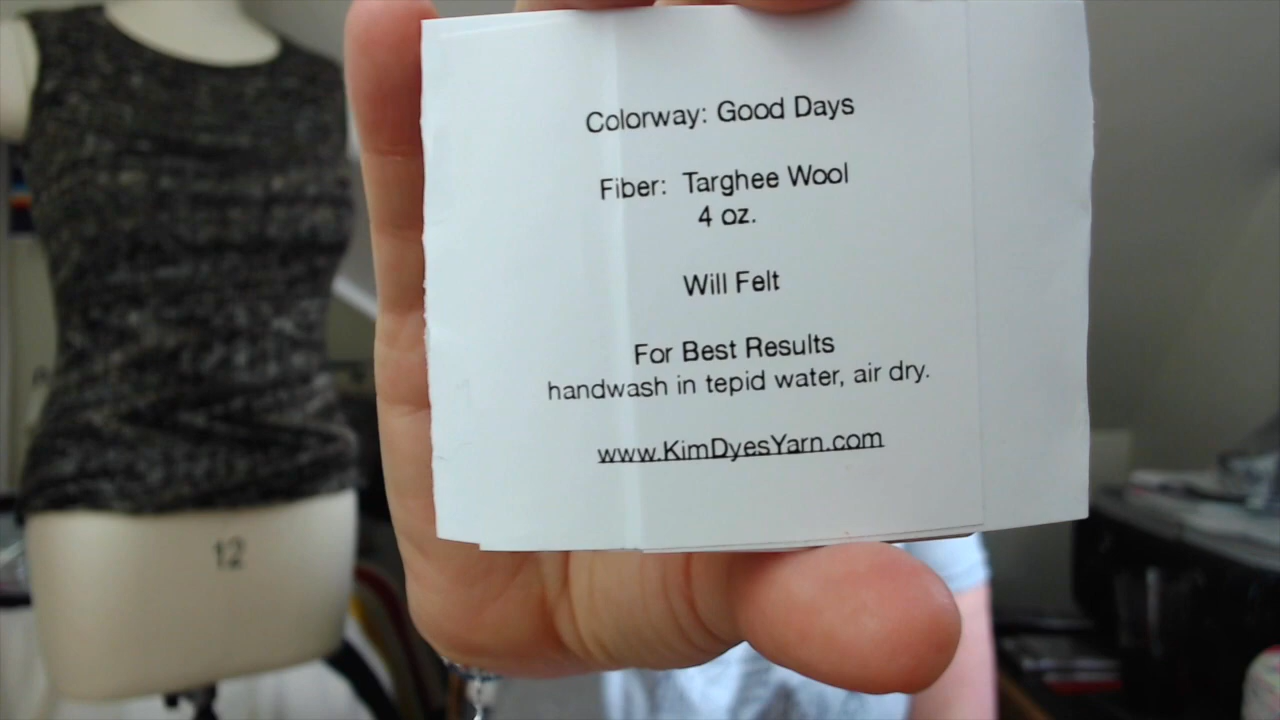 Colorway: Good Days
Fiber: Targhee Wool
4 oz.
Will Felt
For Best Results
handwash in tepid water, air dry.
www.KimDyesYarn.com
12